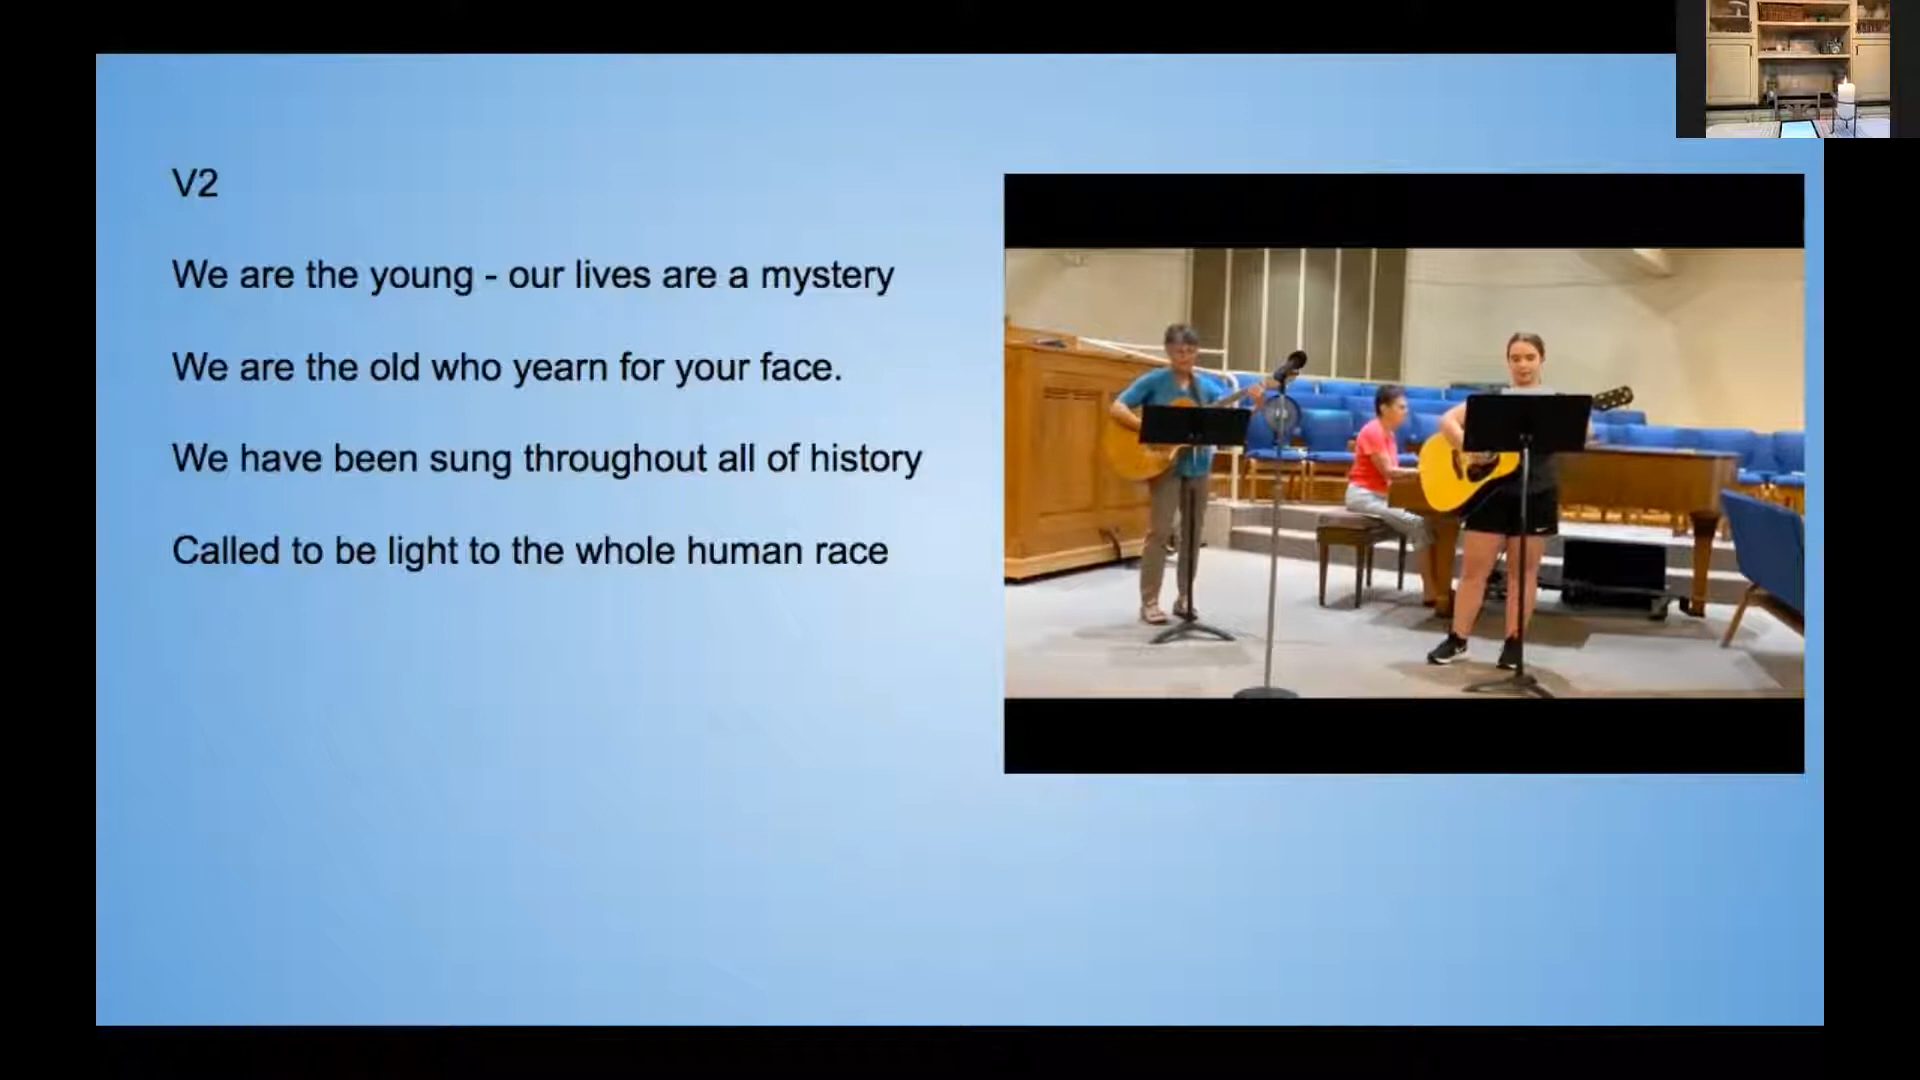 V2
We are the young - our lives are a mystery
We are the old who yearn for your face.
We have been sung throughout all of history
Called to be light to the whole human race